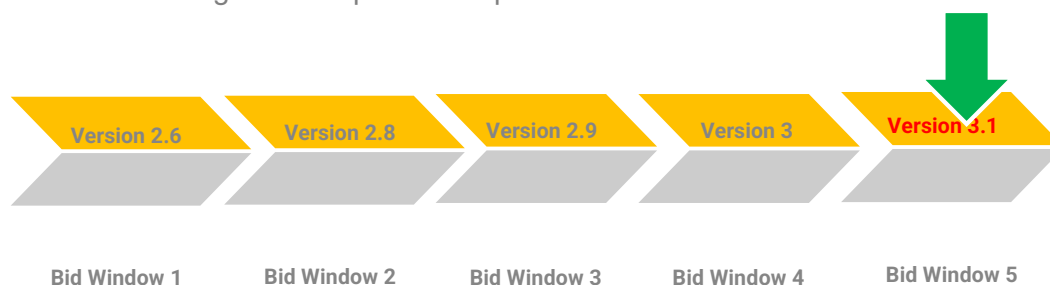 Version 2.6
Version 2.8
Version 2.9
Version 3
Version 3.1
Bid Window 1
Bid Window 2
Bid Window 3
Bid Window 4
Bid Window 5